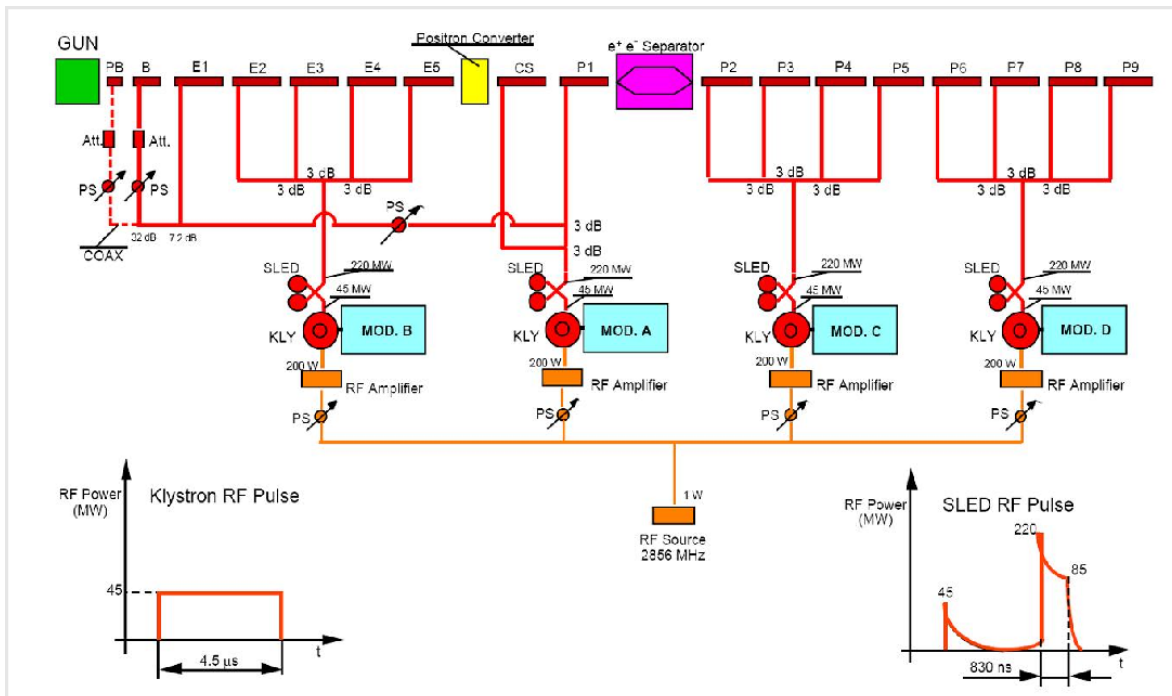 GUN
Positron Converter
e⁺ e⁻ Separator
PB
B
E1
E2
E3
E4
E5
CS
P1
P2
P3
P4
P5
P6
P7
P8
P9
Att.
Att.
PS
PS
3 dB
3 dB
3 dB
PS
3 dB
3 dB
3 dB
3 dB
3 dB
3 dB
3 dB
3 dB
COAX
32 dB
7.2 dB
SLED
220 MW
45 MW
KLY
MOD. B
200 W
RF Amplifier
PS
SLED
220 MW
45 MW
KLY
MOD. A
200 W
RF Amplifier
PS
SLED
220 MW
45 MW
KLY
MOD. C
200 W
RF Amplifier
PS
SLED
220 MW
45 MW
KLY
MOD. D
200 W
RF Amplifier
PS
1 W
RF Source
2856 MHz
RF Power
(MW)
Klystron RF Pulse
45
4.5 µs
t
RF Power
(MW)
SLED RF Pulse
220
85
45
830 ns
t